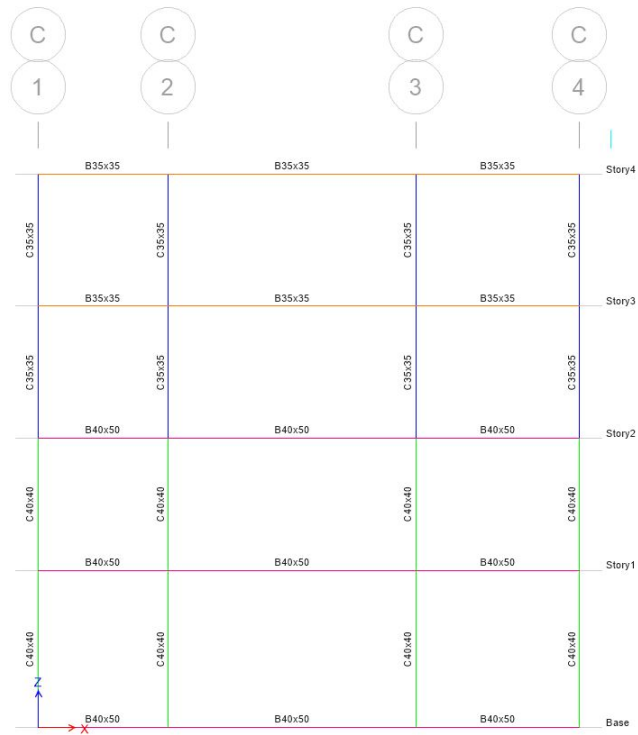 C C C C
1 2 3 4
B35x35 B35x35 B35x35 Story4
C35x35 C35x35 C35x35 C35x35
B35x35 B35x35 B35x35 Story3
C35x35 C35x35 C35x35 C35x35
B40x50 B40x50 B40x50 Story2
C40x40 C40x40 C40x40 C40x40
B40x50 B40x50 B40x50 Story1
C40x40 C40x40 C40x40 C40x40
Z
B40x50 B40x50 B40x50 Base
X